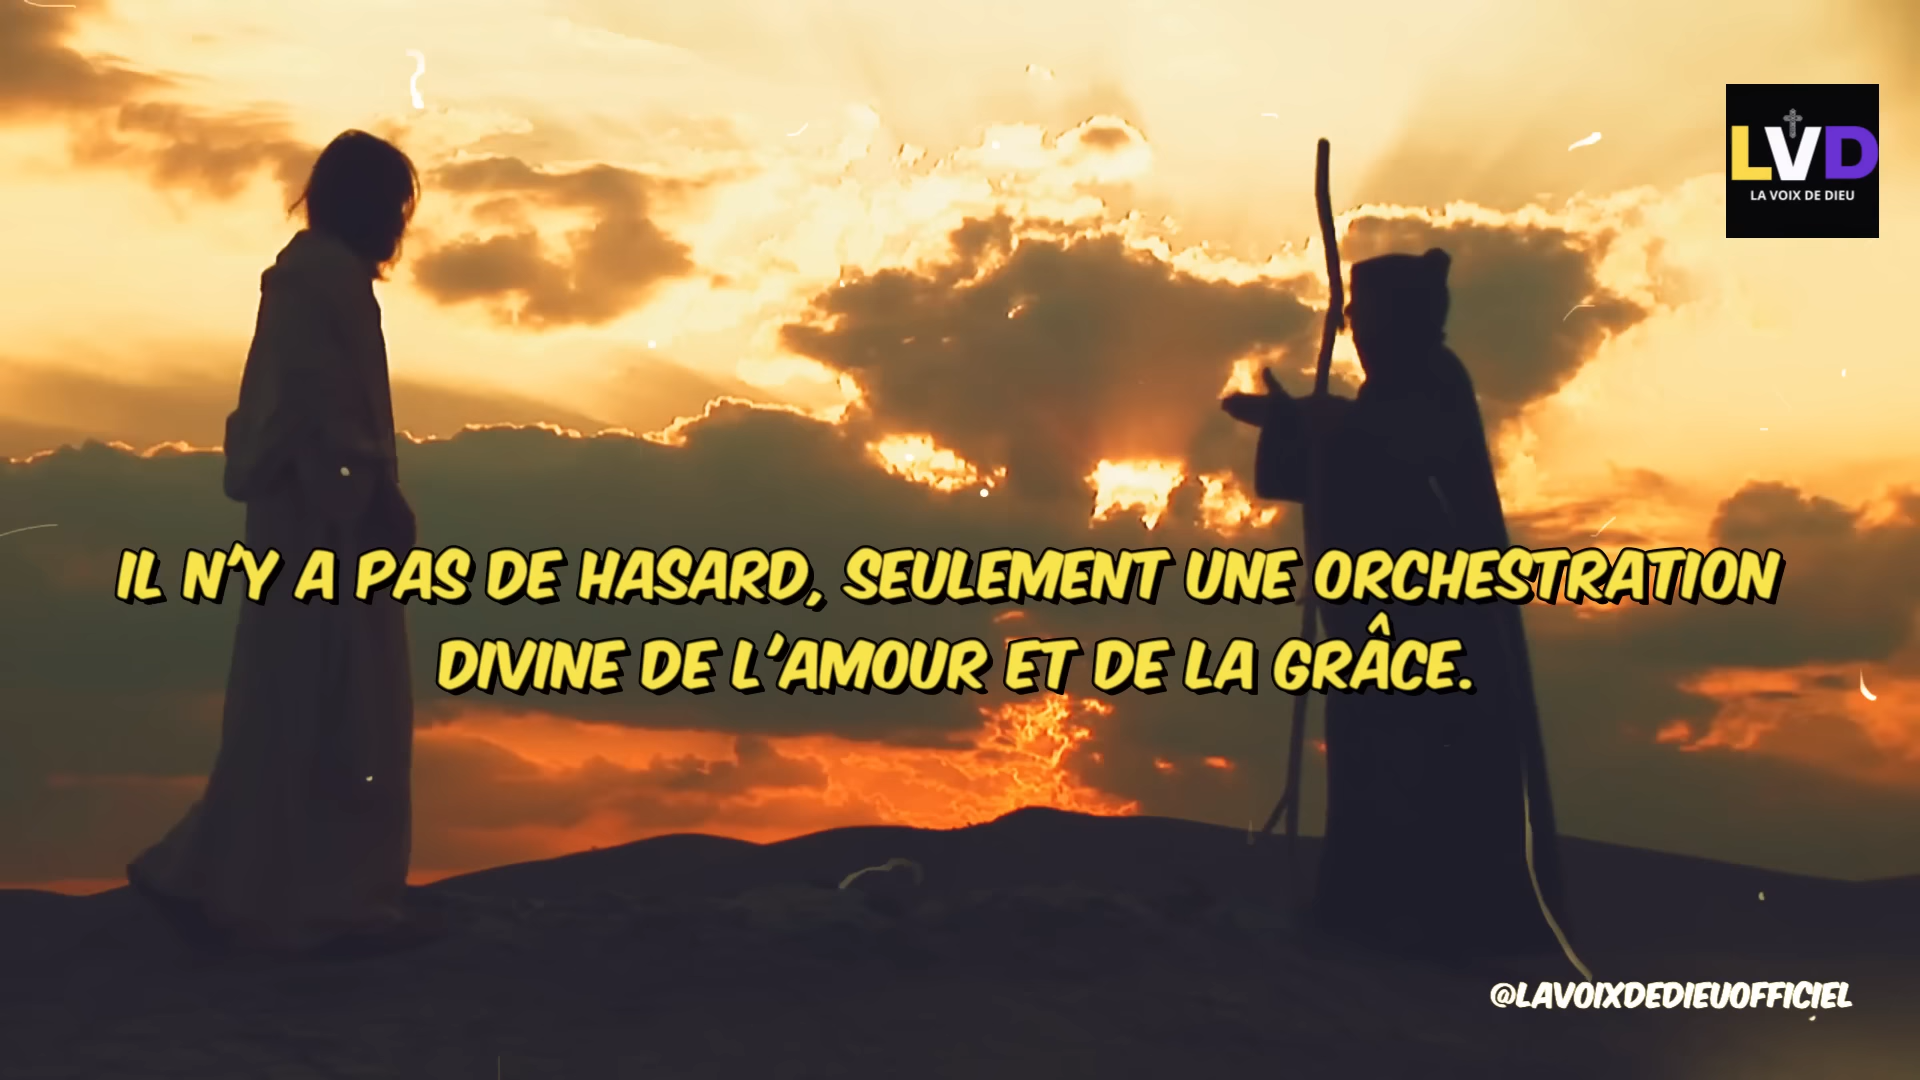 LVD
LA VOIX DE DIEU
IL N'Y A PAS DE HASARD, SEULEMENT UNE ORCHESTRATION
DIVINE DE L'AMOUR ET DE LA GRÂCE.
@LAVOIXDEDIEUOFFICIEL